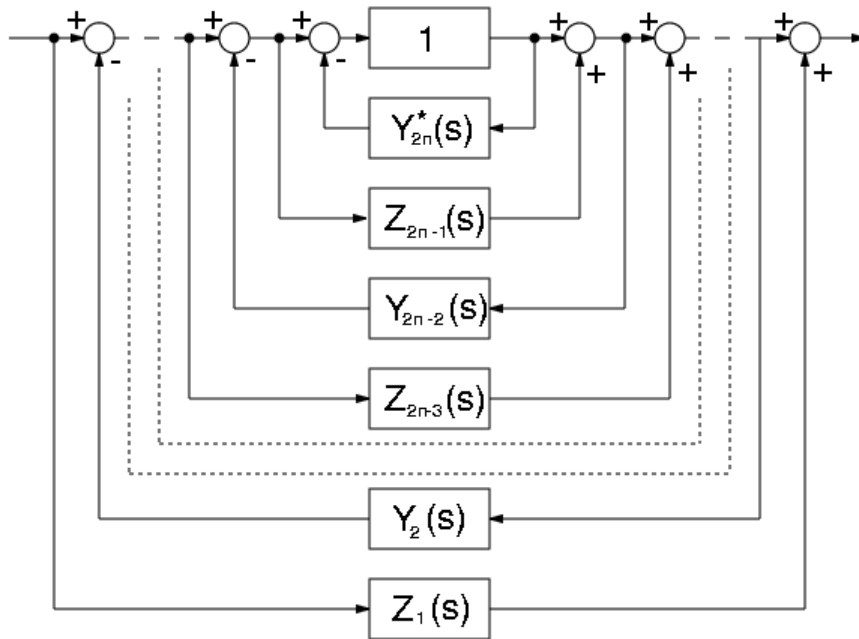 + + + 1 + + +
- - - + + +
Y*₂ₙ(s)
Z₂ₙ₋₁(s)
Y₂ₙ₋₂(s)
Z₂ₙ₋₃(s)
Y₂(s)
Z₁(s)